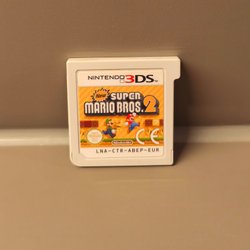 NINTENDO 3DS
New SUPER
MARIO BROS. 2
LNA-CTR-ABEP-EUR